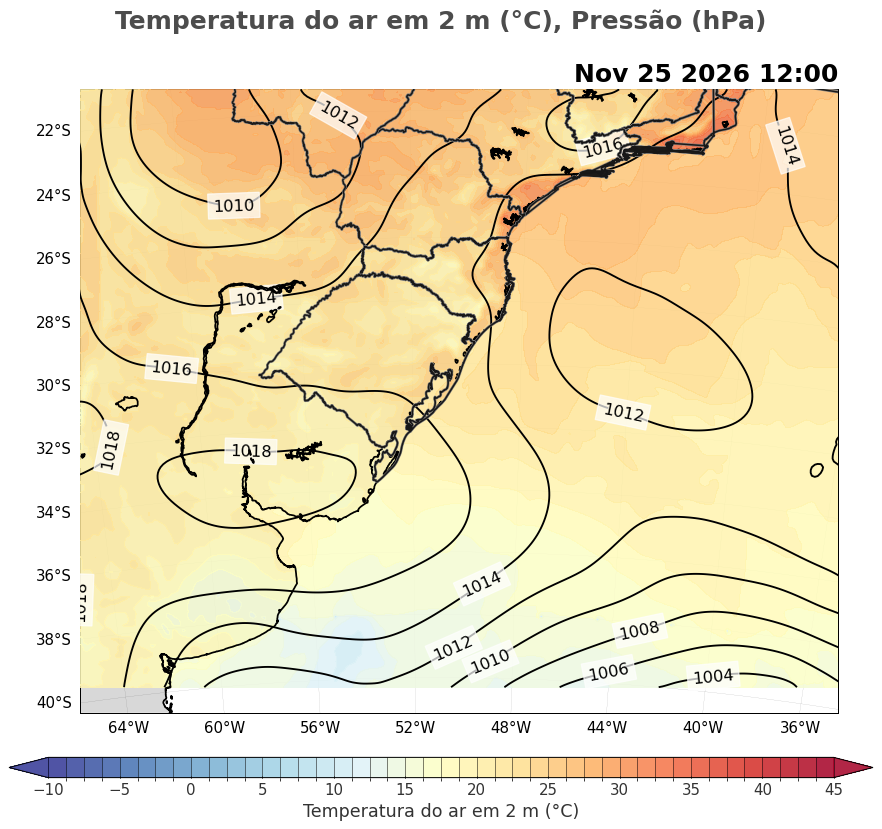 Temperatura do ar em 2 m (°C), Pressão (hPa)
Nov 25 2026 12:00
22°S
24°S
26°S
28°S
30°S
32°S
34°S
36°S
38°S
40°S
1012
1016
1014
1010
1014
1016
1012
1018
1018
1018
1014
1008
1012
1010
1006
1004
64°W 60°W 56°W 52°W 48°W 44°W 40°W 36°W
−10 −5 0 5 10 15 20 25 30 35 40 45
Temperatura do ar em 2 m (°C)